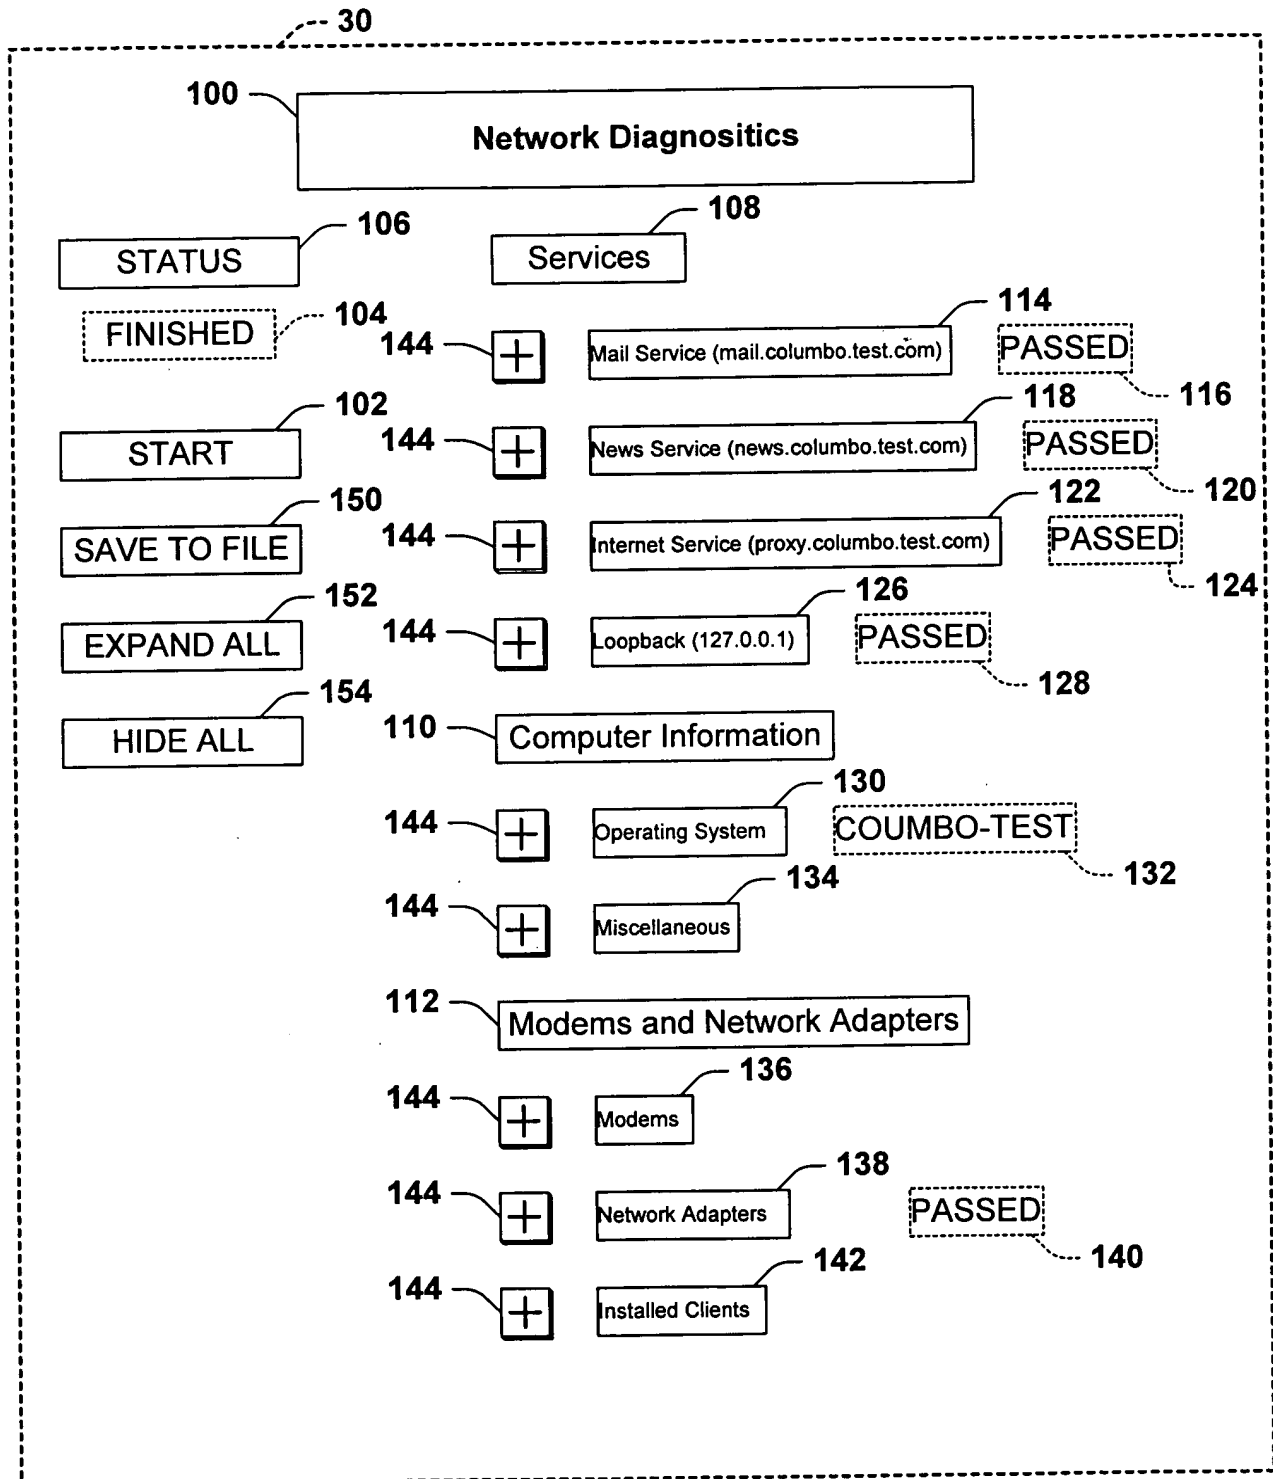 30
100
Network Diagnositics
106
108
STATUS
Services
FINISHED
104
144
Mail Service (mail.columbo.test.com)
114
PASSED
116
102
START
144
News Service (news.columbo.test.com)
118
PASSED
120
150
SAVE TO FILE
144
Internet Service (proxy.columbo.test.com)
122
PASSED
124
152
EXPAND ALL
144
Loopback (127.0.0.1)
126
PASSED
128
154
HIDE ALL
110
Computer Information
144
Operating System
130
COUMBO-TEST
132
144
Miscellaneous
134
112
Modems and Network Adapters
144
Modems
136
144
Network Adapters
138
PASSED
140
144
Installed Clients
142